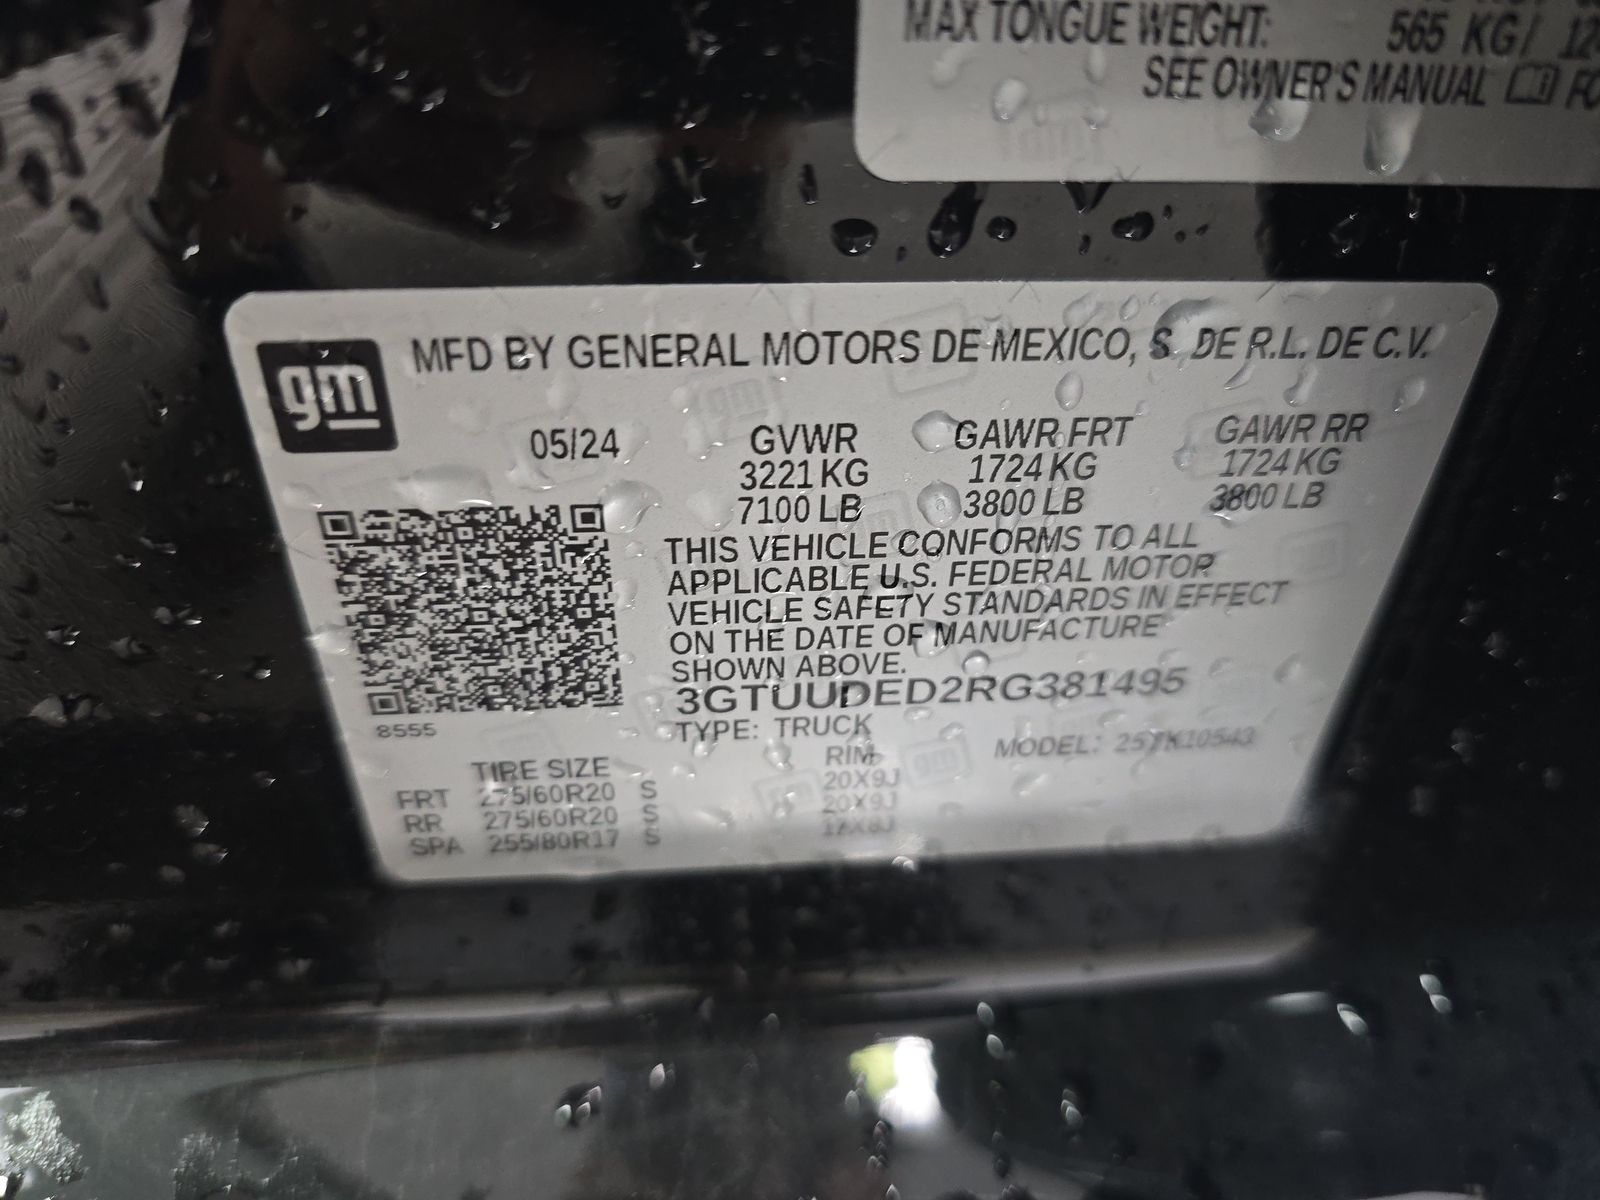 MAX TONGUE WEIGHT: 565 KG/
SEE OWNER'S MANUAL
gm
MFD BY GENERAL MOTORS DE MEXICO, S. DE R.L. DE C.V.
05/24 GVWR GAWR FRT GAWR RR
3221 KG 1724 KG 1724 KG
7100 LB 3800 LB 3800 LB
THIS VEHICLE CONFORMS TO ALL
APPLICABLE U.S. FEDERAL MOTOR
VEHICLE SAFETY STANDARDS IN EFFECT
ON THE DATE OF MANUFACTURE
SHOWN ABOVE.
3GTUUDED2RG381495
8555
TYPE: TRUCK
MODEL:
TIRE SIZE RIM
FRT 275/60R20 S 20X9J
RR 275/60R20 S 20X9J
SPA 255/80R17 S 17X8J